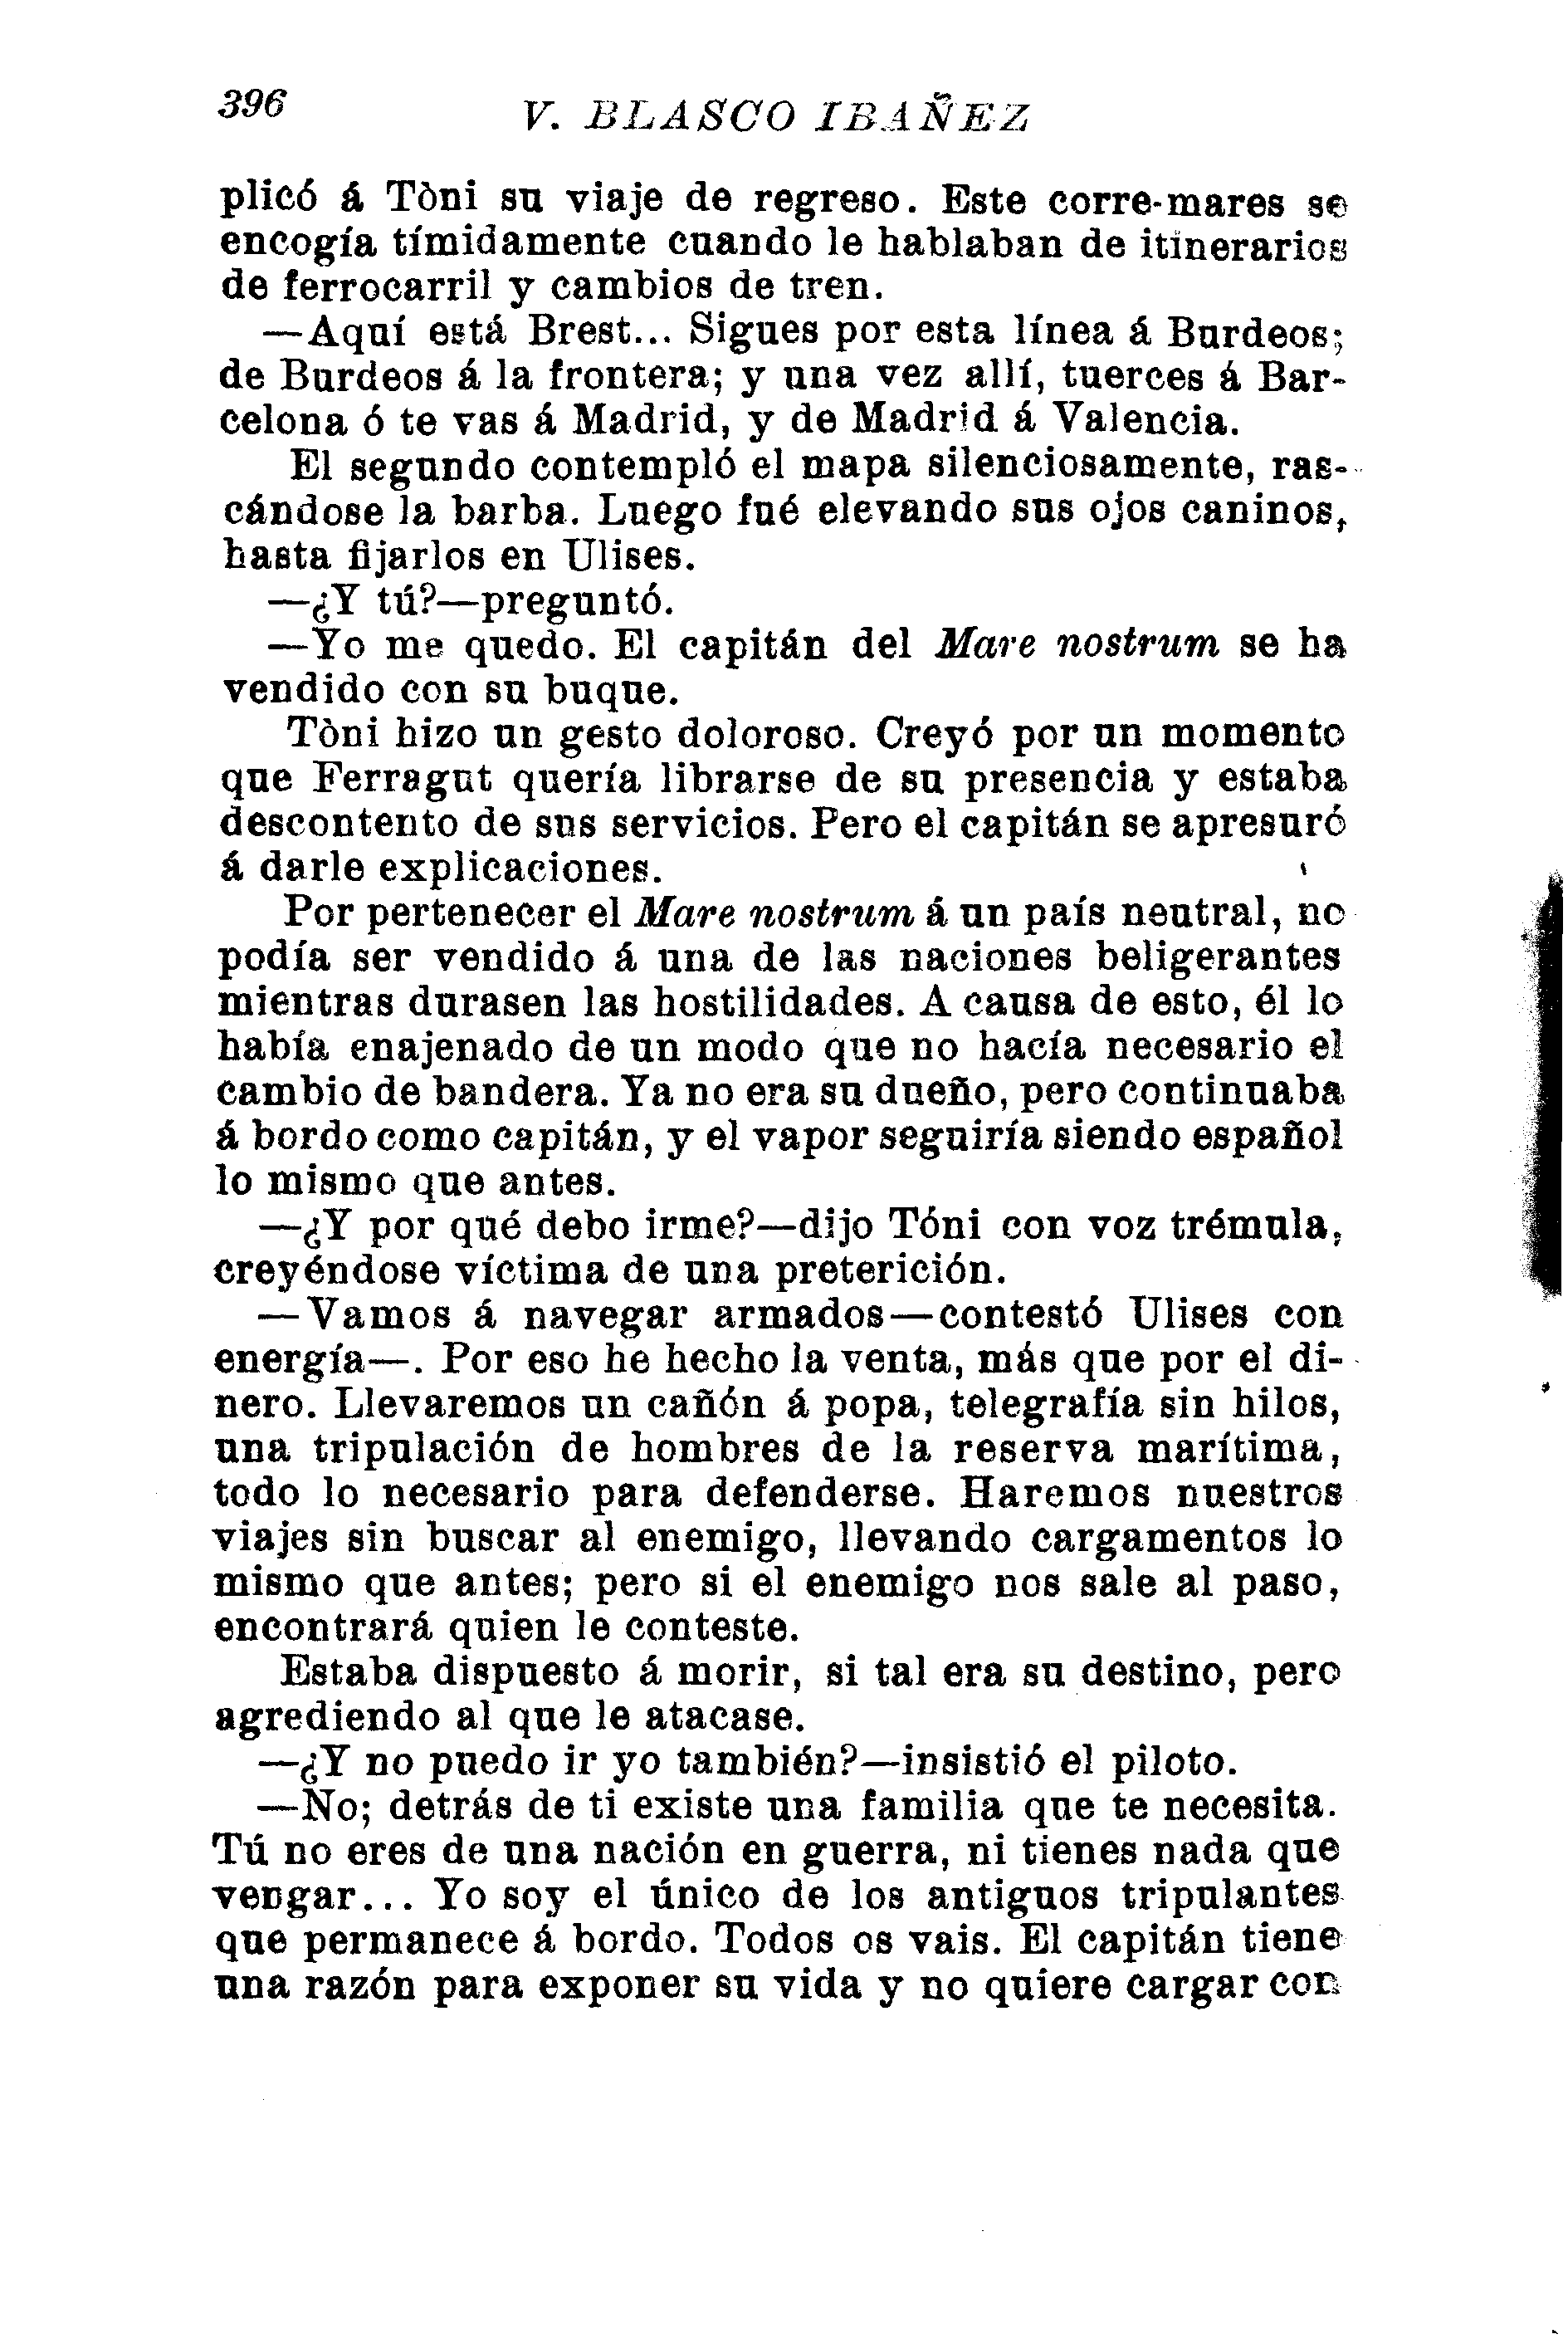 396
V. BLASCO IBAÑEZ
plicó á Tòni su viaje de regreso. Este corre-mares se
encogía tímidamente cuando le hablaban de itinerarios
de ferrocarril y cambios de tren.
—Aquí está Brest... Sigues por esta línea á Burdeos;
de Burdeos á la frontera; y una vez allí, tuerces á Bar-
celona ó te vas á Madrid, y de Madrid á Valencia.
El segundo contempló el mapa silenciosamente, ras-
cándose la barba. Luego fué elevando sus ojos caninos,
hasta fijarlos en Ulises.
—¿Y tú?—preguntó.
—Yo me quedo. El capitán del Mare nostrum se ha
vendido con su buque.
Tòni hizo un gesto doloroso. Creyó por un momento
que Ferragut quería librarse de su presencia y estaba
descontento de sus servicios. Pero el capitán se apresuró
á darle explicaciones.
Por pertenecer el Mare nostrum á un país neutral, no
podía ser vendido á una de las naciones beligerantes
mientras durasen las hostilidades. A causa de esto, él lo
había enajenado de un modo que no hacía necesario el
cambio de bandera. Ya no era su dueño, pero continuaba
á bordo como capitán, y el vapor seguiría siendo español
lo mismo que antes.
—¿Y por qué debo irme?—dijo Tóni con voz trémula,
creyéndose víctima de una preterición.
—Vamos á navegar armados—contestó Ulises con
energía—. Por eso he hecho la venta, más que por el di-
nero. Llevaremos un cañón á popa, telegrafía sin hilos,
una tripulación de hombres de la reserva marítima,
todo lo necesario para defenderse. Haremos nuestros
viajes sin buscar al enemigo, llevando cargamentos lo
mismo que antes; pero si el enemigo nos sale al paso,
encontrará quien le conteste.
Estaba dispuesto á morir, si tal era su destino, pero
agrediendo al que le atacase.
—¿Y no puedo ir yo también?—insistió el piloto.
—No; detrás de ti existe una familia que te necesita.
Tú no eres de una nación en guerra, ni tienes nada que
vengar... Yo soy el único de los antiguos tripulantes
que permanece á bordo. Todos os vais. El capitán tiene
una razón para exponer su vida y no quiere cargar con